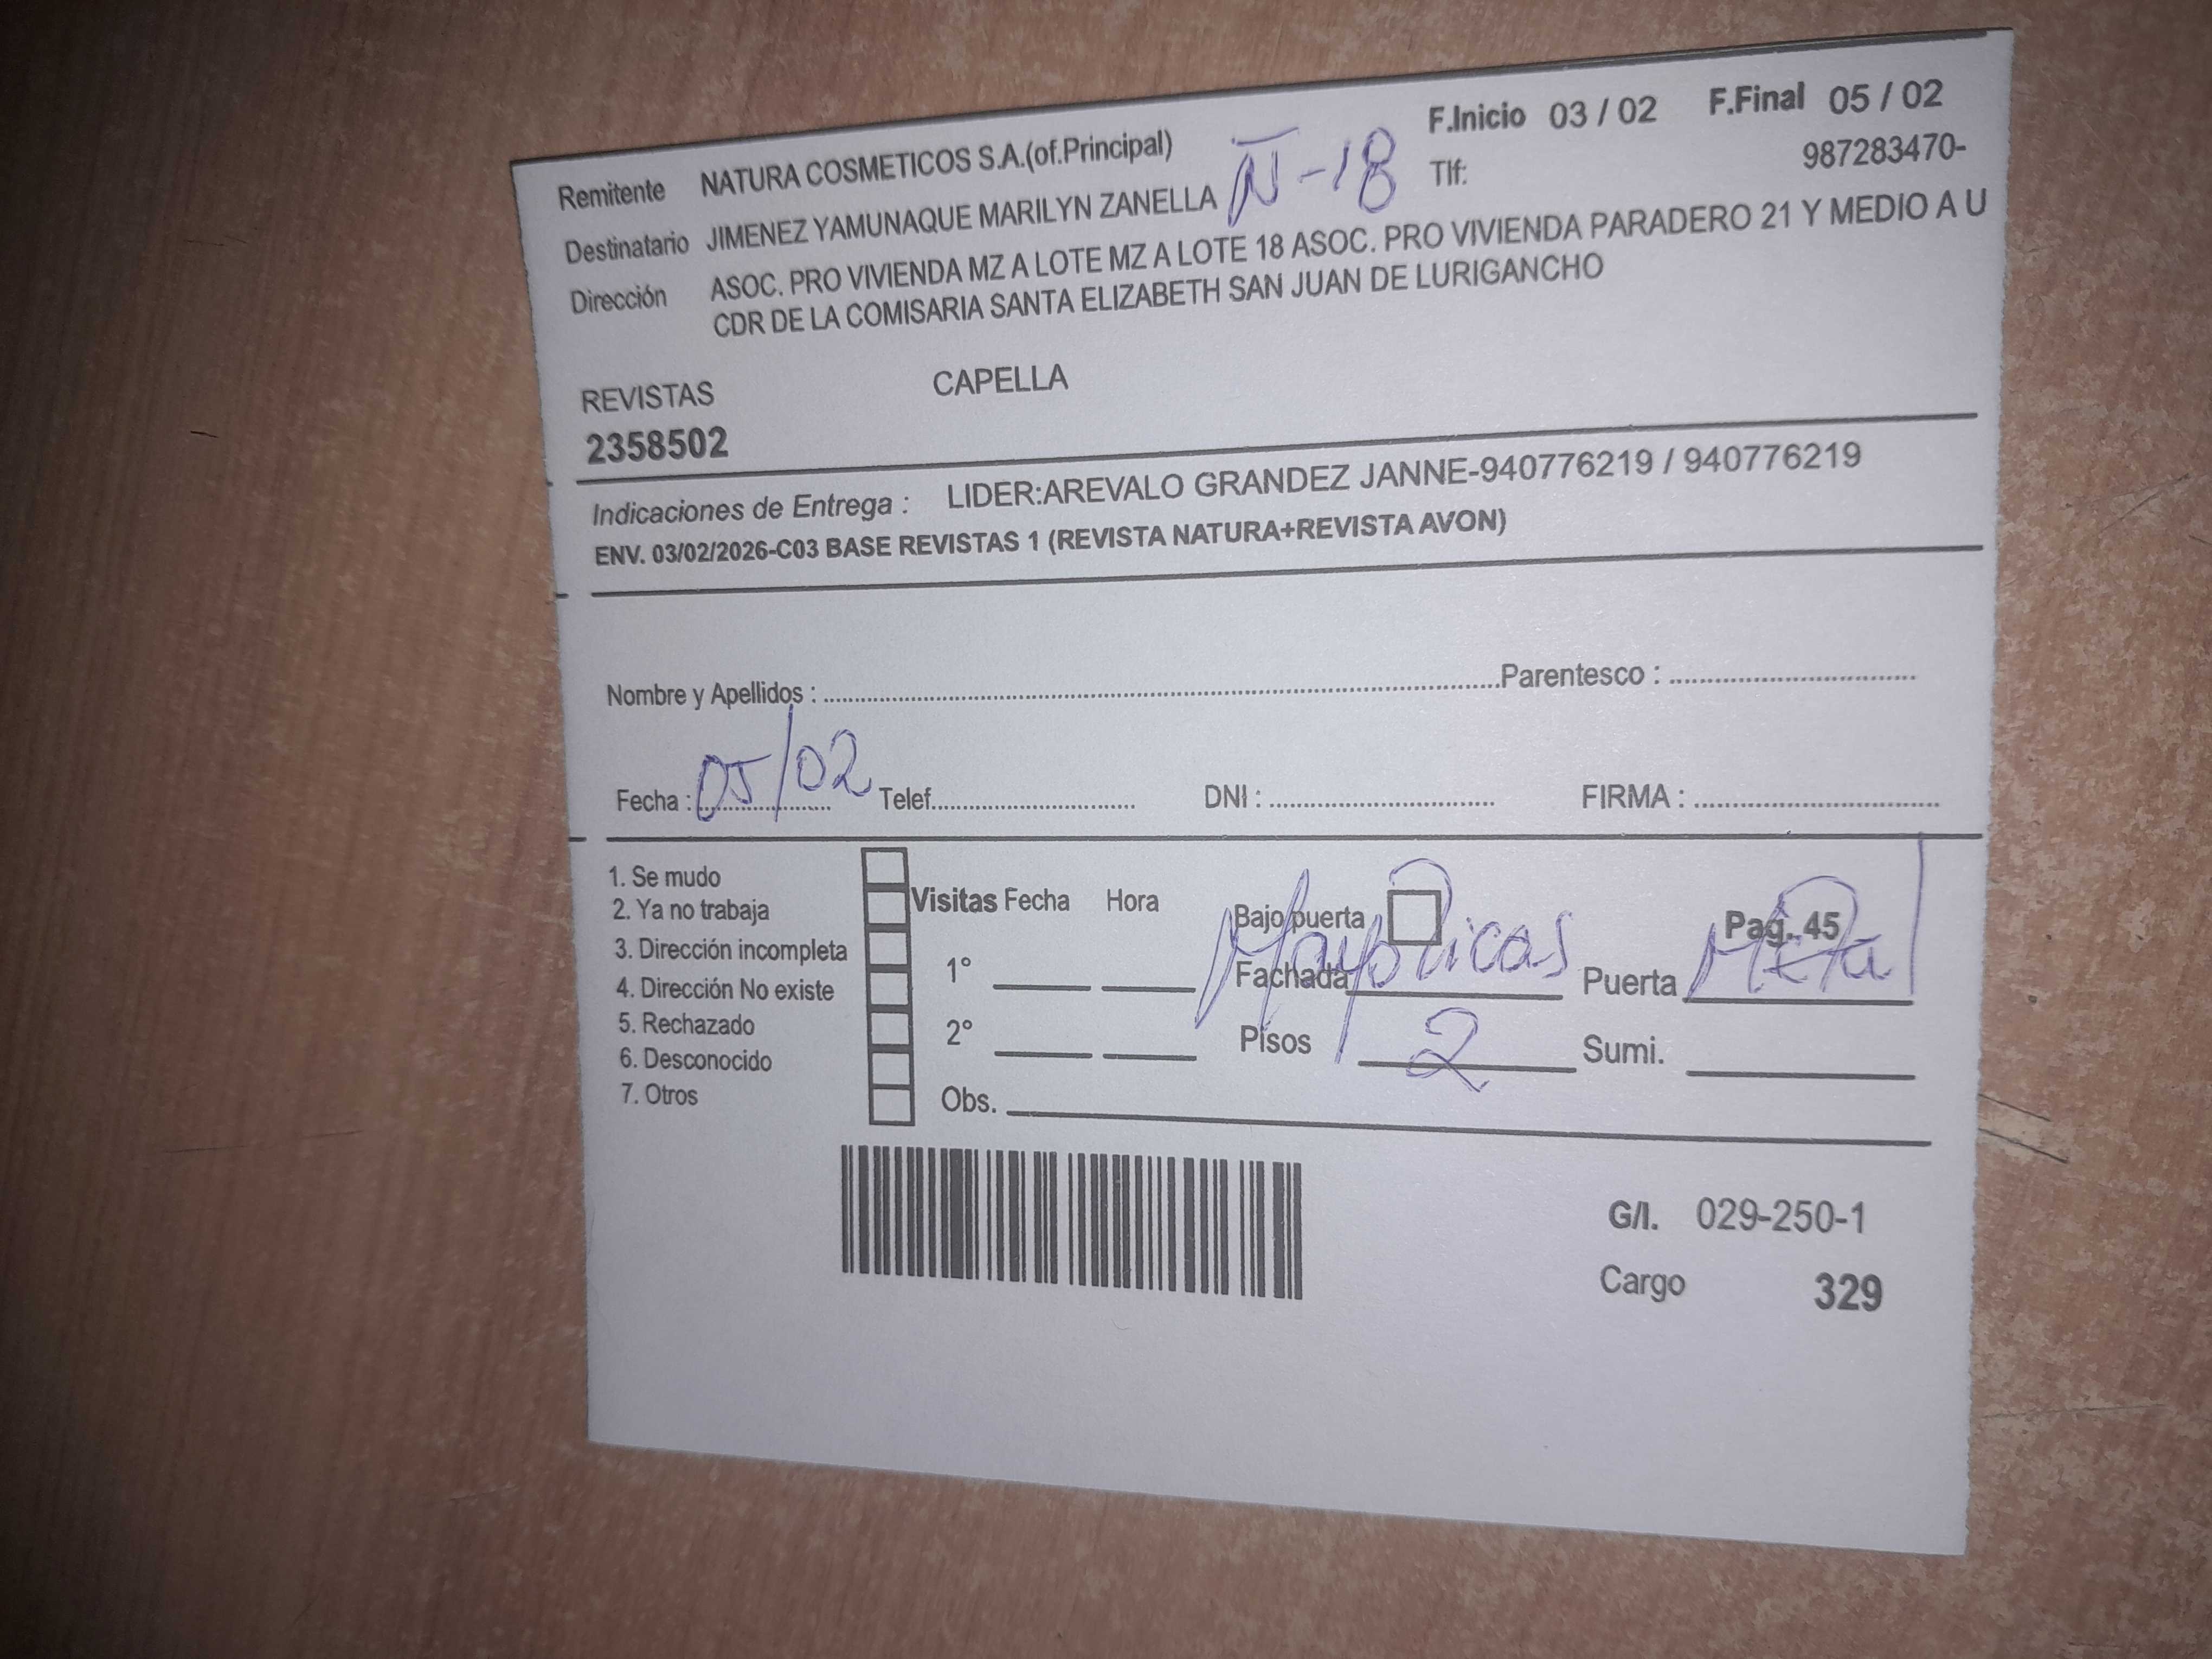 F.Inicio 03 / 02 F.Final 05 / 02
Remitente NATURA COSMETICOS S.A.(of.Principal) N-18 Tlf: 987283470-
Destinatario JIMENEZ YAMUNAQUE MARILYN ZANELLA
Dirección ASOC. PRO VIVIENDA MZ A LOTE MZ A LOTE 18 ASOC. PRO VIVIENDA PARADERO 21 Y MEDIO A U
CDR DE LA COMISARIA SANTA ELIZABETH SAN JUAN DE LURIGANCHO
REVISTAS CAPELLA
2358502
Indicaciones de Entrega : LIDER:AREVALO GRANDEZ JANNE-940776219 / 940776219
ENV. 03/02/2026-C03 BASE REVISTAS 1 (REVISTA NATURA+REVISTA AVON)
Nombre y Apellidos : Parentesco :
Fecha : 05/02 Telef. DNI : FIRMA :
1. Se mudo
2. Ya no trabaja
3. Dirección incompleta
4. Dirección No existe
5. Rechazado
6. Desconocido
7. Otros
Visitas Fecha Hora
1°
2°
Obs.
Bajo puerta Pag. 45
Fachada Mayolicas Puerta Metal
Pisos 2 Sumi.
G/I. 029-250-1
Cargo 329